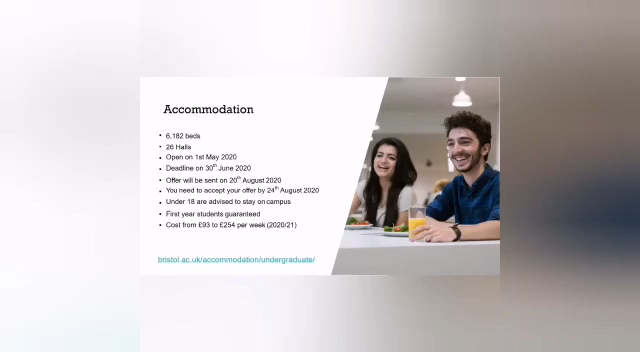 Accommodation
• 6,182 beds
• 26 Halls
• Open on 1st May 2020
• Deadline on 30th June 2020
• Offer will be sent on 20th August 2020
• You need to accept your offer by 24th August 2020
• Under 18 are advised to stay on campus
• First year students guaranteed
• Cost from £93 to £254 per week (2020/21)
bristol.ac.uk/accommodation/undergraduate/